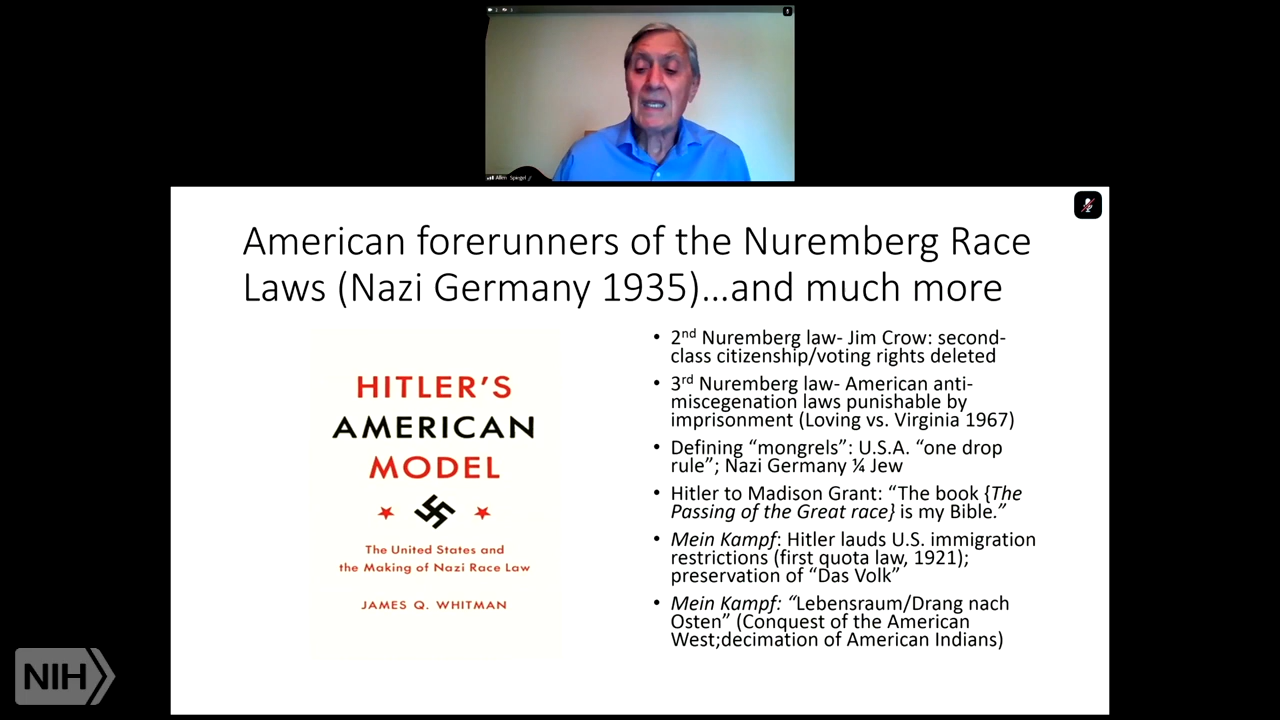 Allen Spiegel
American forerunners of the Nuremberg Race
Laws (Nazi Germany 1935)…and much more
HITLER'S
AMERICAN
MODEL
The United States and
the Making of Nazi Race Law
JAMES Q. WHITMAN
• 2nd Nuremberg law- Jim Crow: second-
class citizenship/voting rights deleted
• 3rd Nuremberg law- American anti-
miscegenation laws punishable by
imprisonment (Loving vs. Virginia 1967)
• Defining “mongrels”: U.S.A. “one drop
rule”; Nazi Germany ¼ Jew
• Hitler to Madison Grant: “The book {The
Passing of the Great race} is my Bible.”
• Mein Kampf: Hitler lauds U.S. immigration
restrictions (first quota law, 1921);
preservation of “Das Volk”
• Mein Kampf: “Lebensraum/Drang nach
Osten” (Conquest of the American
West;decimation of American Indians)
NIH